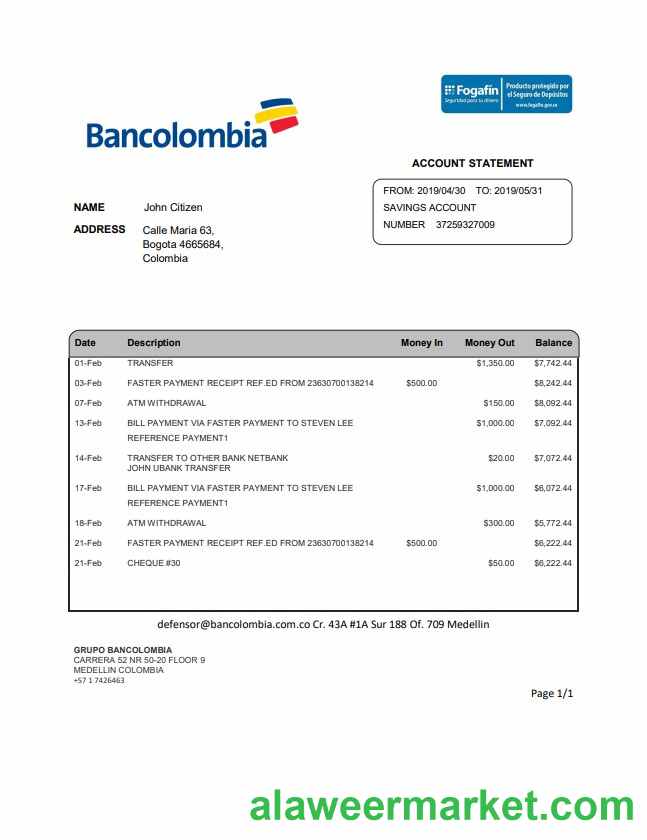 Fogafín
Seguridad para tu dinero
Producto protegido por
el Seguro de Depósitos
www.fogafin.gov.co
Bancolombia
ACCOUNT STATEMENT
FROM: 2019/04/30 TO: 2019/05/31
SAVINGS ACCOUNT
NUMBER 37259327009
NAME John Citizen
ADDRESS Calle Maria 63,
Bogota 4665684,
Colombia
Date Description Money In Money Out Balance
01-Feb TRANSFER $1,350.00 $7,742.44
03-Feb FASTER PAYMENT RECEIPT REF.ED FROM 23630700138214 $500.00 $8,242.44
07-Feb ATM WITHDRAWAL $150.00 $8,092.44
13-Feb BILL PAYMENT VIA FASTER PAYMENT TO STEVEN LEE $1,000.00 $7,092.44
REFERENCE PAYMENT1
14-Feb TRANSFER TO OTHER BANK NETBANK $20.00 $7,072.44
JOHN UBANK TRANSFER
17-Feb BILL PAYMENT VIA FASTER PAYMENT TO STEVEN LEE $1,000.00 $6,072.44
REFERENCE PAYMENT1
18-Feb ATM WITHDRAWAL $300.00 $5,772.44
21-Feb FASTER PAYMENT RECEIPT REF.ED FROM 23630700138214 $500.00 $6,222.44
21-Feb CHEQUE #30 $50.00 $6,222.44
defensor@bancolombia.com.co Cr. 43A #1A Sur 188 Of. 709 Medellin
GRUPO BANCOLOMBIA
CARRERA 52 NR 50-20 FLOOR 9
MEDELLIN COLOMBIA
+57 1 7426463
Page 1/1
alaweermarket.com